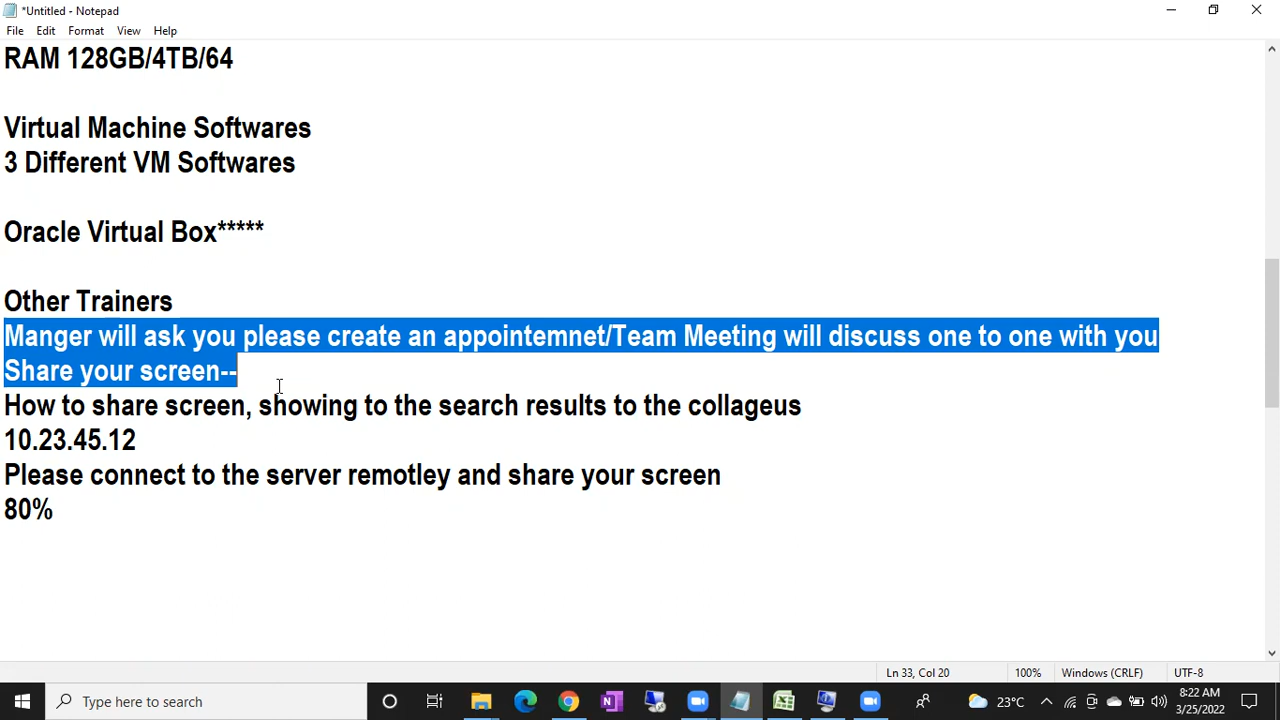 *Untitled - Notepad
File Edit Format View Help
RAM 128GB/4TB/64
Virtual Machine Softwares
3 Different VM Softwares
Oracle Virtual Box*****
Other Trainers
Manger will ask you please create an appointemnet/Team Meeting will discuss one to one with you
Share your screen--
How to share screen, showing to the search results to the collageus
10.23.45.12
Please connect to the server remotley and share your screen
80%
Ln 33, Col 20 100% Windows (CRLF) UTF-8
Type here to search
23°C
8:22 AM
3/25/2022